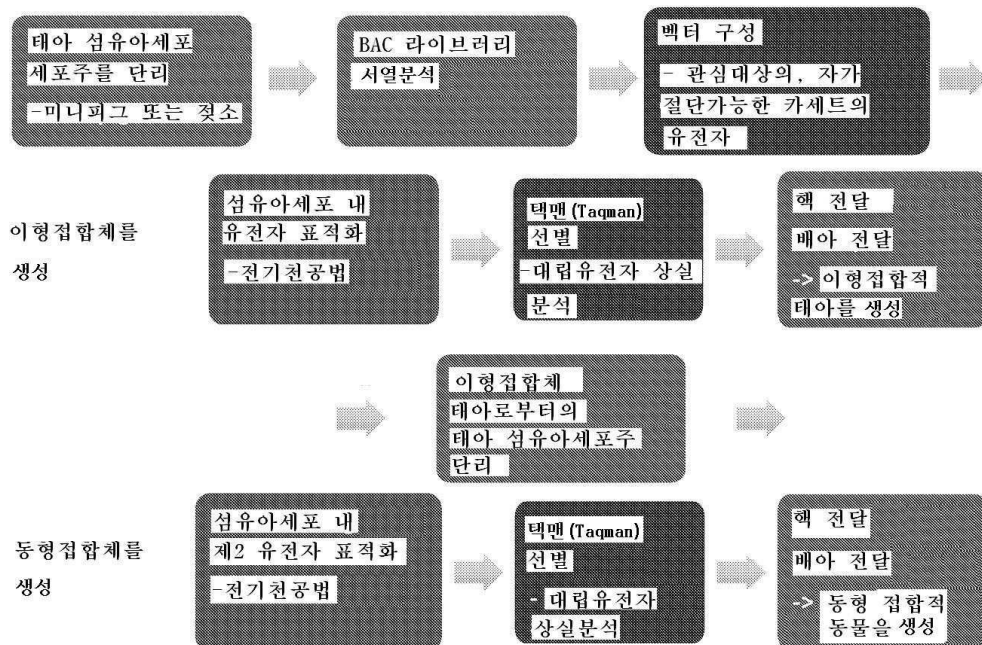 태아 섬유아세포
세포주를 단리
-미니피그 또는 젖소
BAC 라이브러리
서열분석
벡터 구성
- 관심대상의, 자가
절단가능한 카세트의
유전자
이형접합체를
생성
섬유아세포 내
유전자 표적화
-전기천공법
택맨(Taqman)
선별
-대립유전자 상실
분석
핵 전달
배아 전달
-> 이형접합적
태아를 생성
이형접합체
태아로부터의
태아 섬유아세포주
단리
동형접합체를
생성
섬유아세포 내
제2 유전자 표적화
-전기천공법
택맨(Taqman)
선별
- 대립유전자
상실분석
핵 전달
배아 전달
-> 동형 접합적
동물을 생성